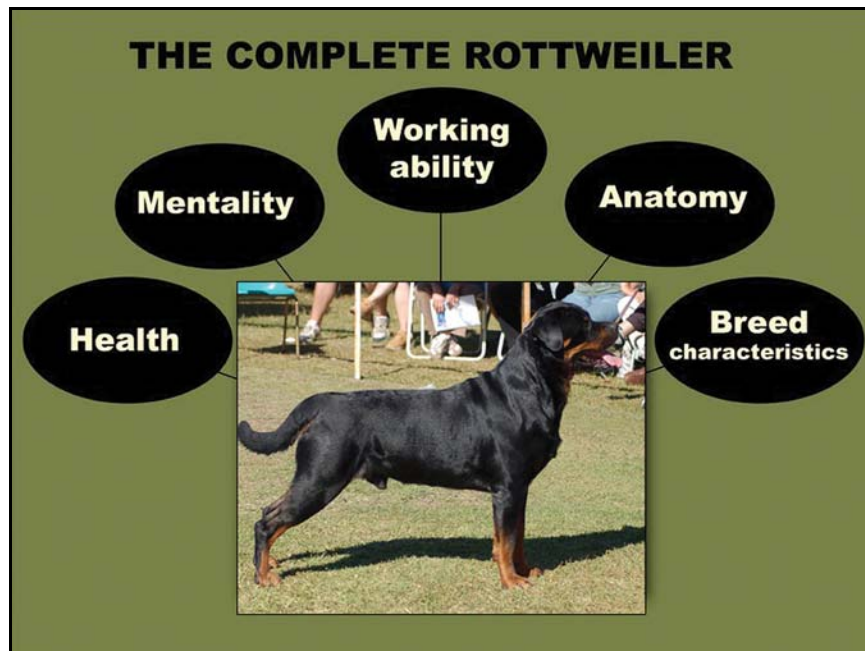 THE COMPLETE ROTTWEILER
Working
ability
Mentality
Anatomy
Health
Breed
characteristics